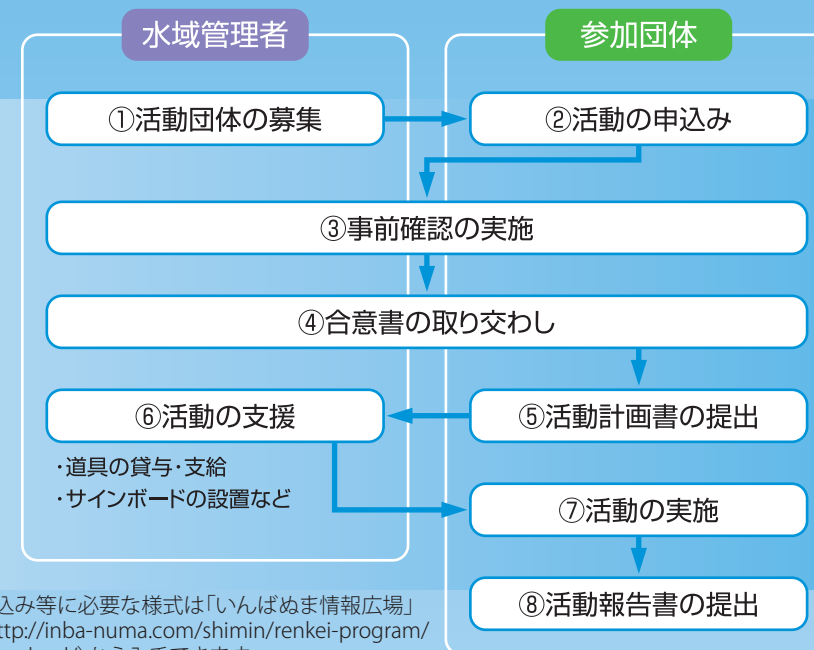 水域管理者
参加団体
①活動団体の募集
②活動の申込み
③事前確認の実施
④合意書の取り交わし
⑥活動の支援
⑤活動計画書の提出
・道具の貸与・支給
・サインボードの設置など
⑦活動の実施
⑧活動報告書の提出
込み等に必要な様式は「いんばぬま情報広場」
ttp://inba-numa.com/shimin/renkei-program/